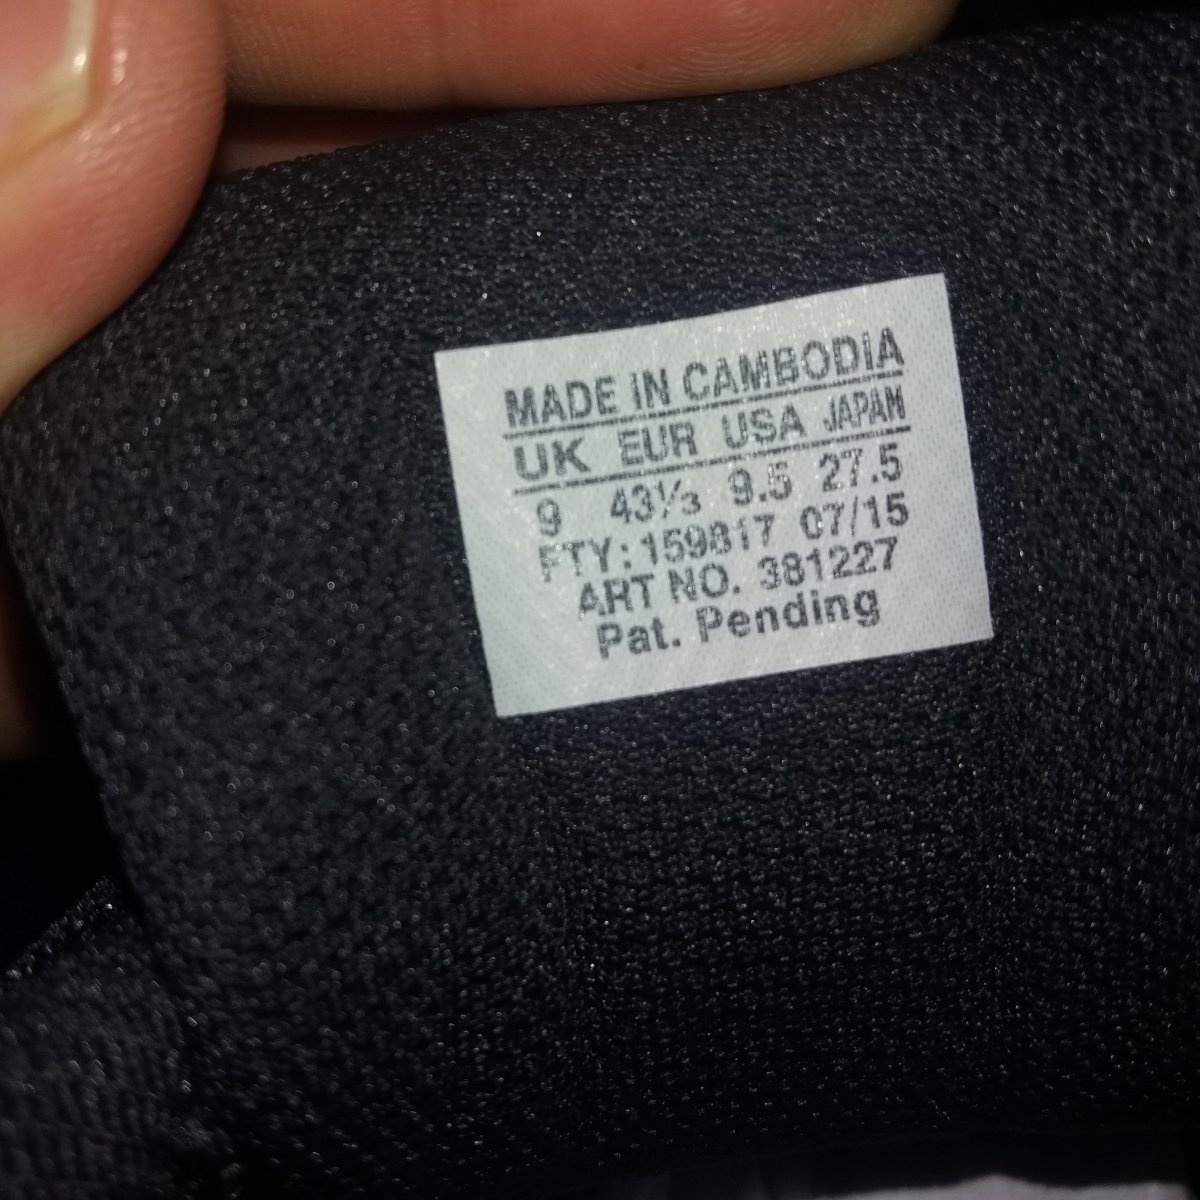 MADE IN CAMBODIA
UK EUR USA JAPAN
9 43⅓ 9.5 27.5
FTY: 159817 07/15
ART NO. 381227
Pat. Pending